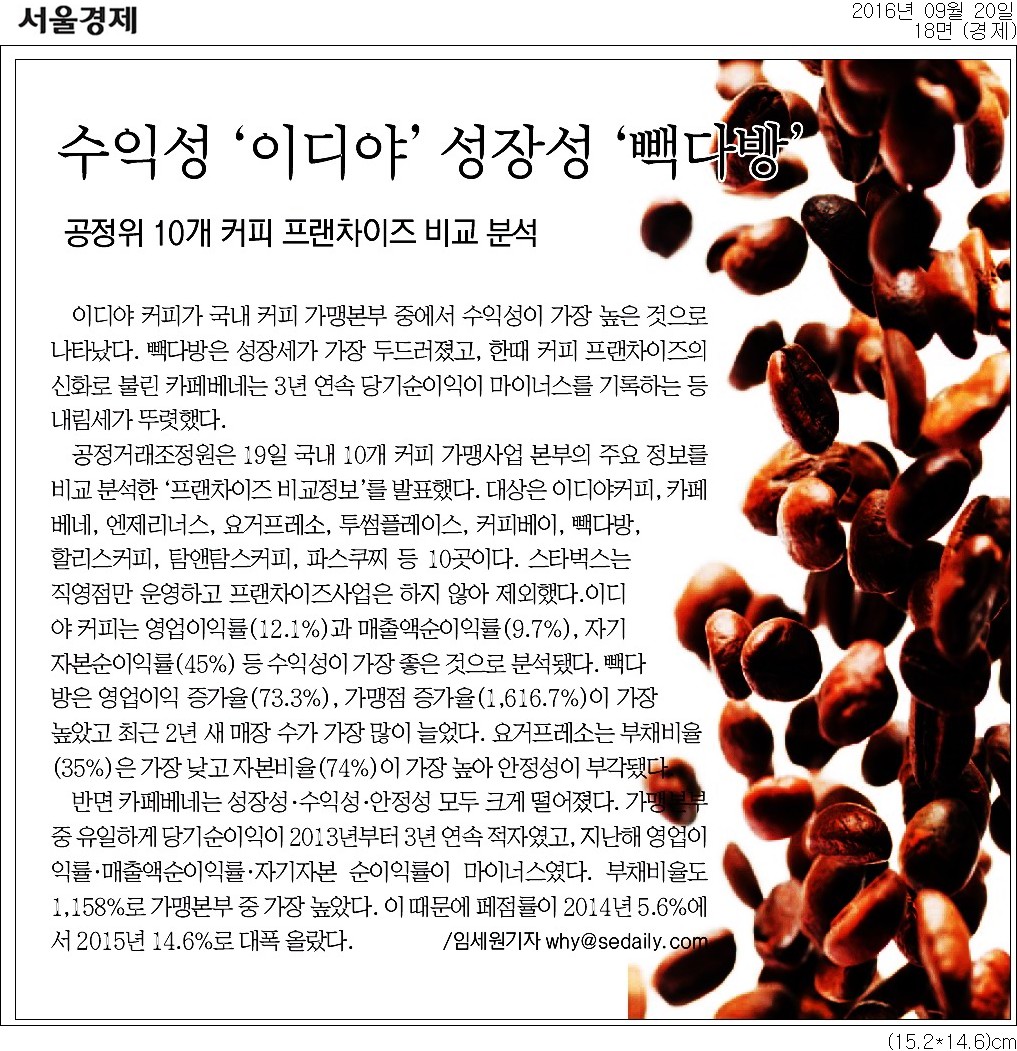 서울경제
2016년 09월 20일
18면 (경제)
수익성 ‘이디야’ 성장성 ‘빽다방’
공정위 10개 커피 프랜차이즈 비교 분석
이디야 커피가 국내 커피 가맹본부 중에서 수익성이 가장 높은 것으로
나타났다. 빽다방은 성장세가 가장 두드러졌고, 한때 커피 프랜차이즈의
신화로 불린 카페베네는 3년 연속 당기순이익이 마이너스를 기록하는 등
내림세가 뚜렷했다.
공정거래조정원은 19일 국내 10개 커피 가맹사업 본부의 주요 정보를
비교 분석한 ‘프랜차이즈 비교정보’를 발표했다. 대상은 이디야커피, 카페
베네, 엔제리너스, 요거프레소, 투썸플레이스, 커피베이, 빽다방,
할리스커피, 탐앤탐스커피, 파스쿠찌 등 10곳이다. 스타벅스는
직영점만 운영하고 프랜차이즈사업은 하지 않아 제외했다.이디
야 커피는 영업이익률(12.1%)과 매출액순이익률(9.7%), 자기
자본순이익률(45%) 등 수익성이 가장 좋은 것으로 분석됐다. 빽다
방은 영업이익 증가율(73.3%), 가맹점 증가율(1,616.7%)이 가장
높았고 최근 2년 새 매장 수가 가장 많이 늘었다. 요거프레소는 부채비율
(35%)은 가장 낮고 자본비율(74%)이 가장 높아 안정성이 부각됐다.
반면 카페베네는 성장성·수익성·안정성 모두 크게 떨어졌다. 가맹본부
중 유일하게 당기순이익이 2013년부터 3년 연속 적자였고, 지난해 영업이
익률·매출액순이익률·자기자본 순이익률이 마이너스였다. 부채비율도
1,158%로 가맹본부 중 가장 높았다. 이 때문에 폐점률이 2014년 5.6%에
서 2015년 14.6%로 대폭 올랐다. /임세원기자 why@sedaily.com
(15.2*14.6)cm